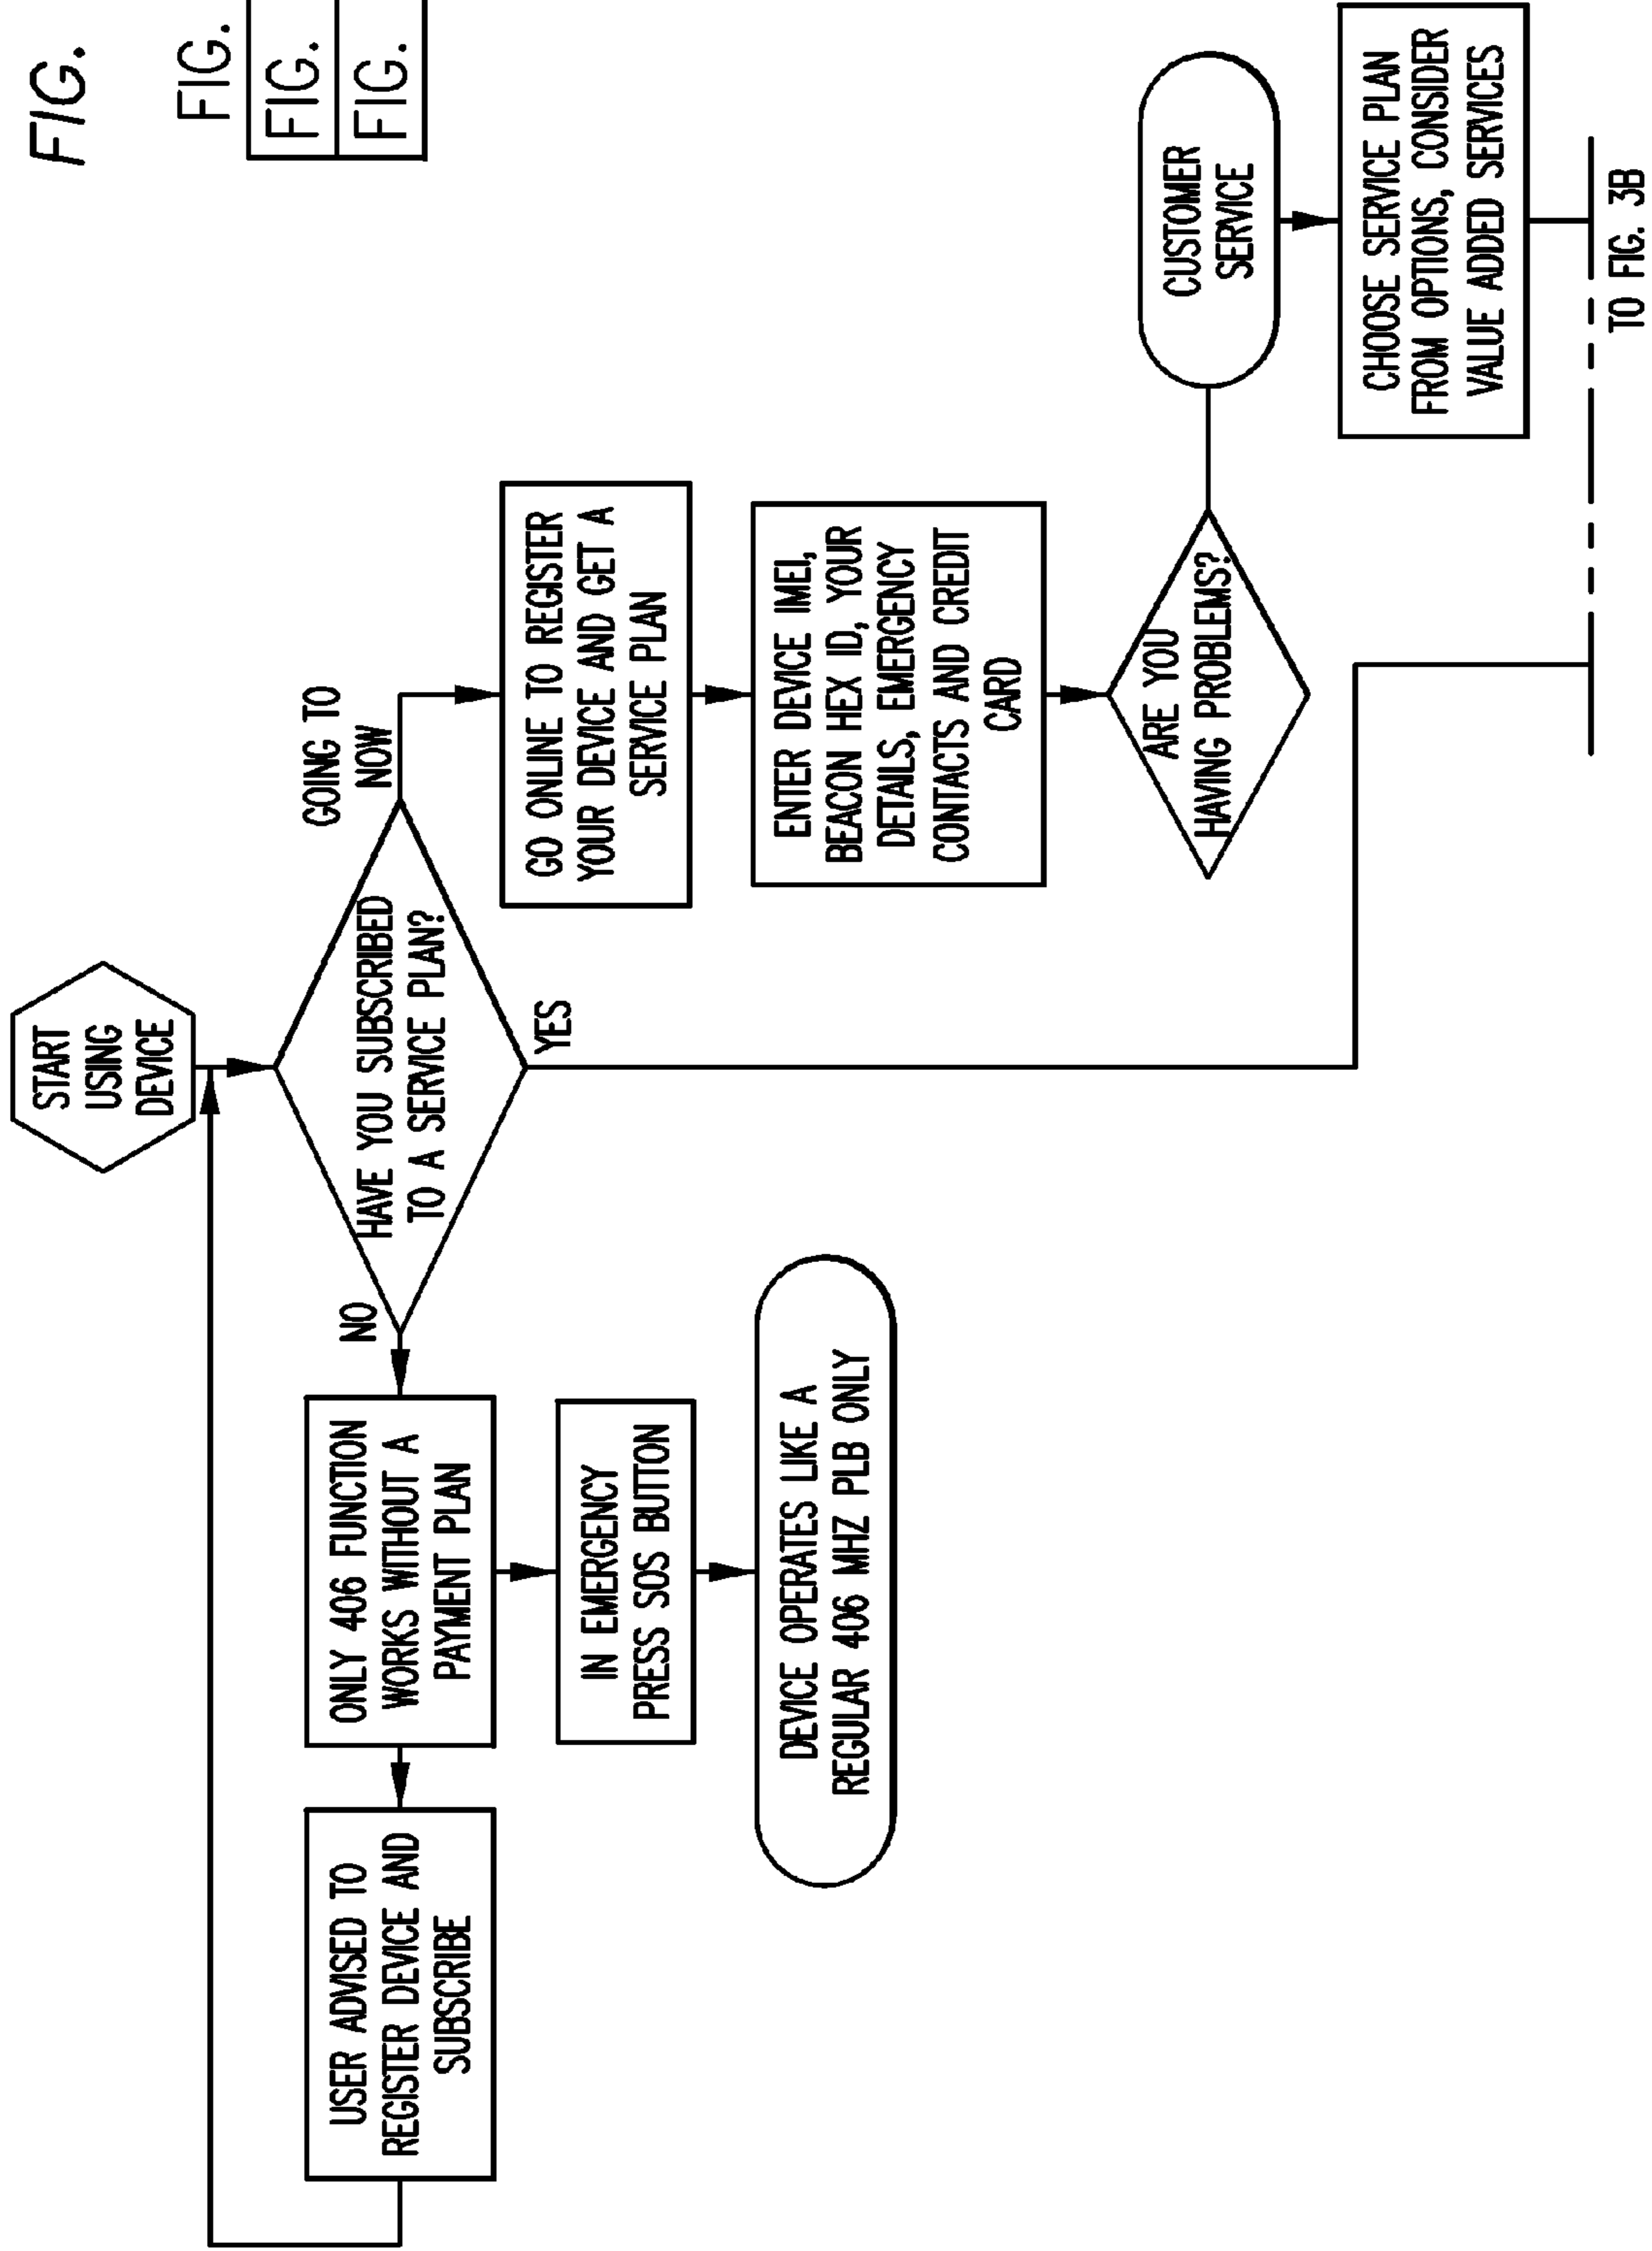 FIG.
FIG.
FIG.
FIG.
START
USING
DEVICE
HAVE YOU SUBSCRIBED
TO A SERVICE PLAN?
NO
GOING TO
NOW
YES
USER ADVISED TO
REGISTER DEVICE AND
SUBSCRIBE
ONLY 406 FUNCTION
WORKS WITHOUT A
PAYMENT PLAN
IN EMERGENCY
PRESS SOS BUTTON
DEVICE OPERATES LIKE A
REGULAR 406 MHZ PLB ONLY
GO ONLINE TO REGISTER
YOUR DEVICE AND GET A
SERVICE PLAN
ENTER DEVICE IMEI,
BEACON HEX ID, YOUR
DETAILS, EMERGENCY
CONTACTS AND CREDIT
CARD
ARE YOU
HAVING PROBLEMS?
CUSTOMER
SERVICE
CHOOSE SERVICE PLAN
FROM OPTIONS, CONSIDER
VALUE ADDED SERVICES
TO FIG. 3B